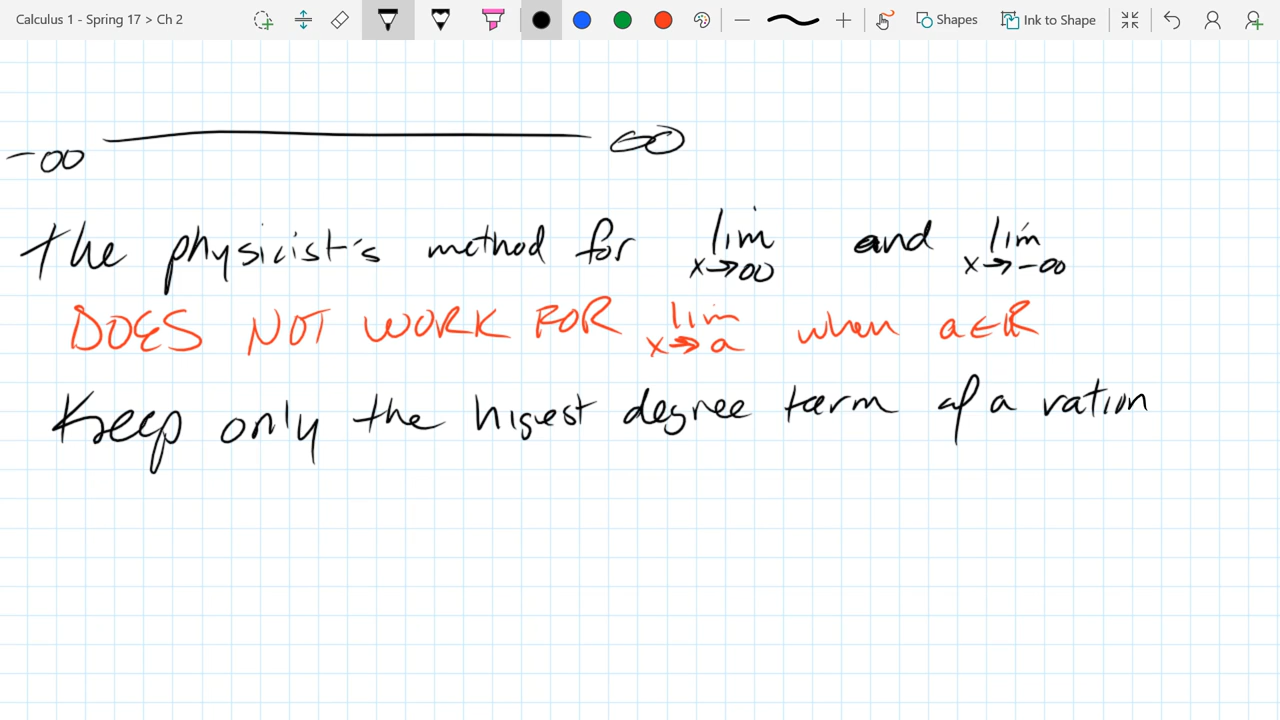 Calculus 1 - Spring 17 > Ch 2
Shapes
Ink to Shape
-∞ ∞
The physicist's method for lim x→∞ and lim x→-∞
DOES NOT WORK FOR lim x→a when a∈ℝ
Keep only the highest degree term of a ration